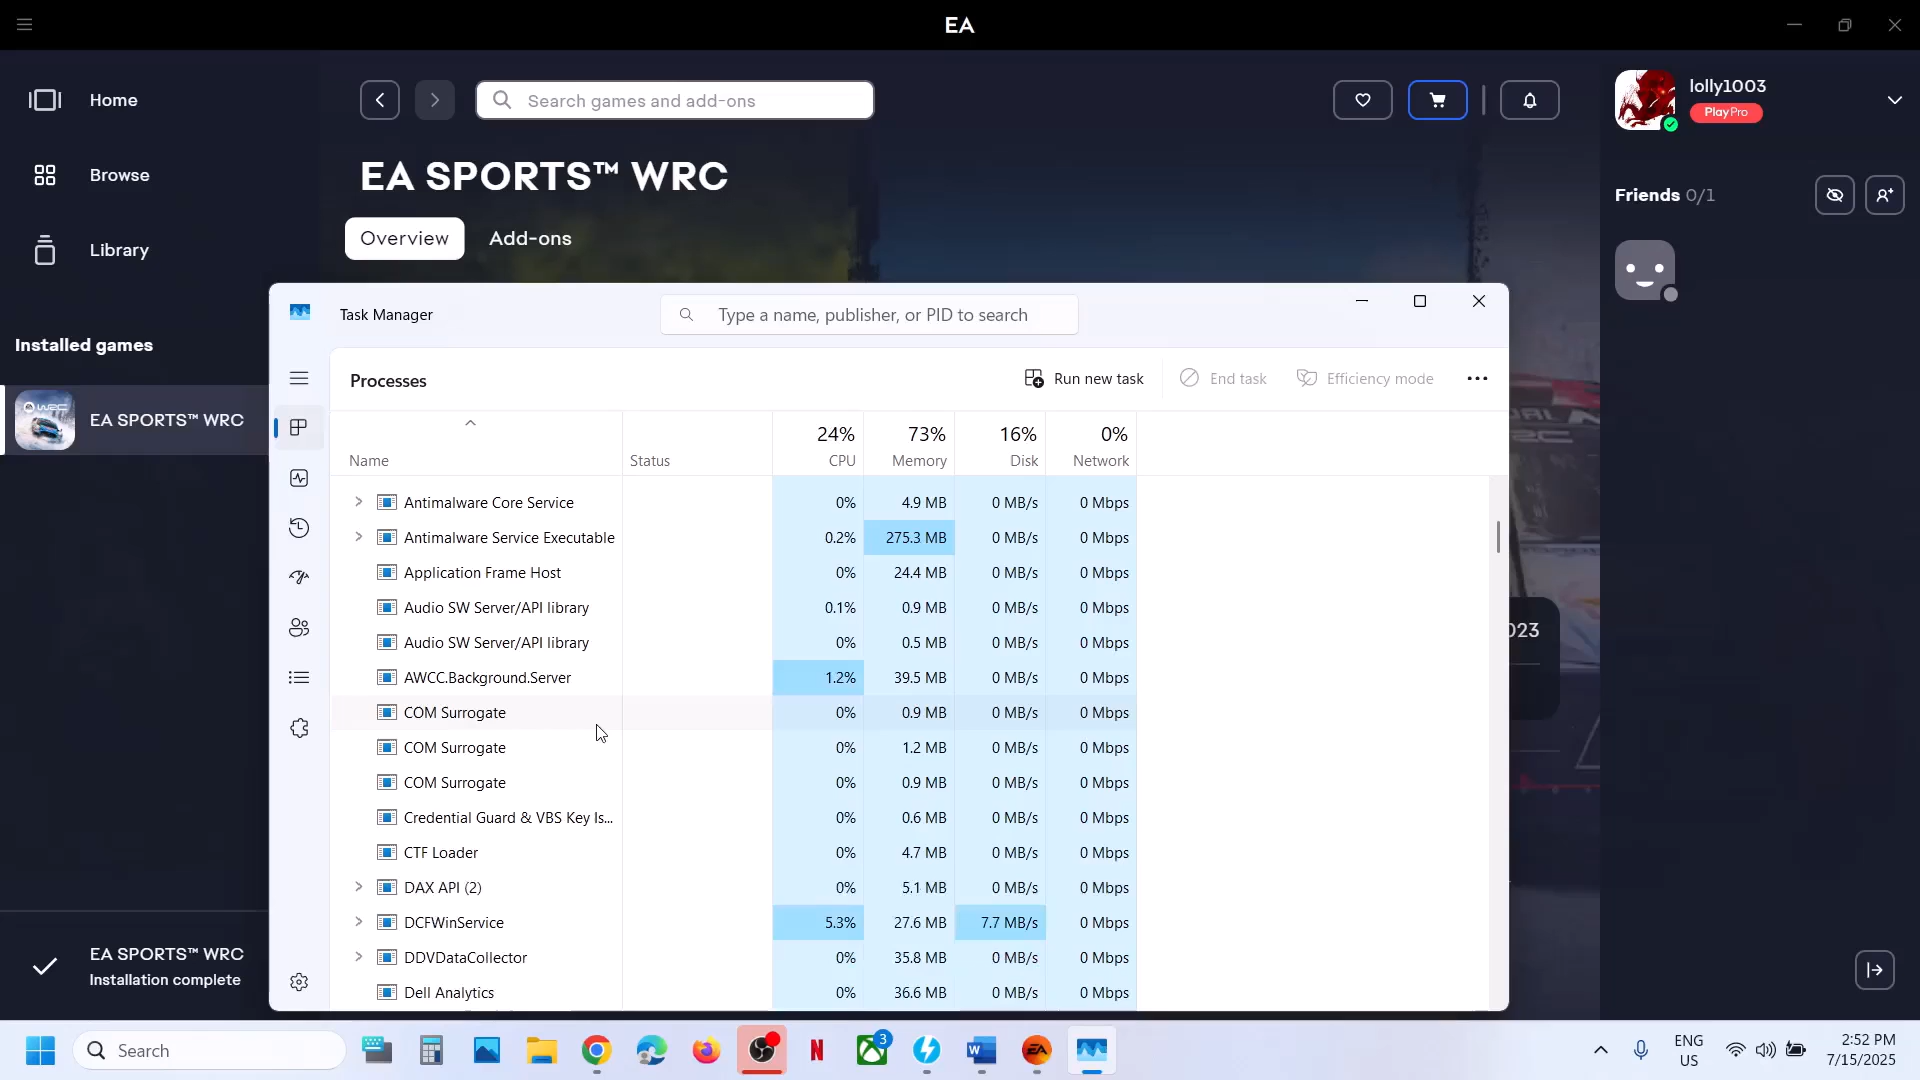 EA
Home
Browse
Library
Installed games
EA SPORTS™ WRC
EA SPORTS™ WRC
Installation complete
Search games and add-ons
EA SPORTS™ WRC
Overview
Add-ons
lolly1003
Play Pro
Friends 0/1
023
Task Manager
Type a name, publisher, or PID to search
Processes
Run new task
End task
Efficiency mode
Name
Status
24% CPU
73% Memory
16% Disk
0% Network
Antimalware Core Service 0% 4.9 MB 0 MB/s 0 Mbps
Antimalware Service Executable 0.2% 275.3 MB 0 MB/s 0 Mbps
Application Frame Host 0% 24.4 MB 0 MB/s 0 Mbps
Audio SW Server/API library 0.1% 0.9 MB 0 MB/s 0 Mbps
Audio SW Server/API library 0% 0.5 MB 0 MB/s 0 Mbps
AWCC.Background.Server 1.2% 39.5 MB 0 MB/s 0 Mbps
COM Surrogate 0% 0.9 MB 0 MB/s 0 Mbps
COM Surrogate 0% 1.2 MB 0 MB/s 0 Mbps
COM Surrogate 0% 0.9 MB 0 MB/s 0 Mbps
Credential Guard & VBS Key Is... 0% 0.6 MB 0 MB/s 0 Mbps
CTF Loader 0% 4.7 MB 0 MB/s 0 Mbps
DAX API (2) 0% 5.1 MB 0 MB/s 0 Mbps
DCFWinService 5.3% 27.6 MB 7.7 MB/s 0 Mbps
DDVDataCollector 0% 35.8 MB 0 MB/s 0 Mbps
Dell Analytics 0% 36.6 MB 0 MB/s 0 Mbps
Search
3
ENG
US
2:52 PM
7/15/2025